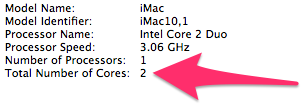 Model Name: iMac
Model Identifier: iMac10,1
Processor Name: Intel Core 2 Duo
Processor Speed: 3.06 GHz
Number of Processors: 1
Total Number of Cores: 2